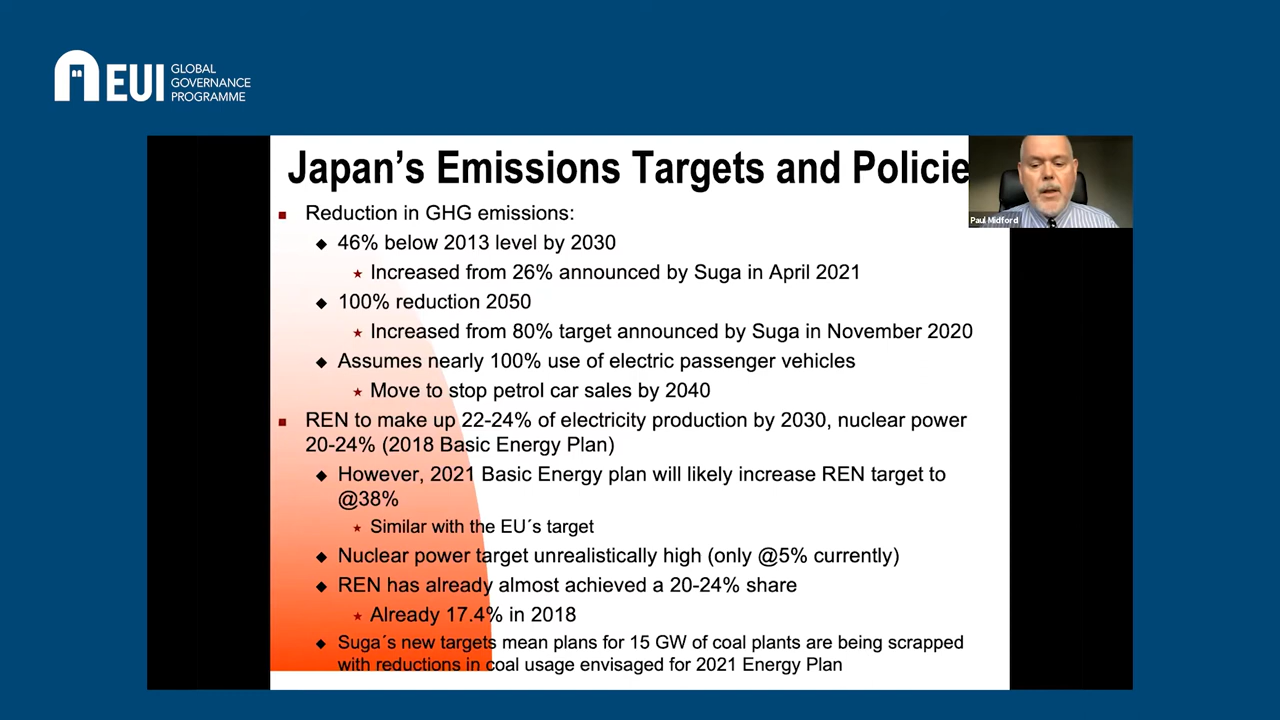 EUI
GLOBAL
GOVERNANCE
PROGRAMME
Japan's Emissions Targets and Policie
Paul Midford
Reduction in GHG emissions:
46% below 2013 level by 2030
Increased from 26% announced by Suga in April 2021
100% reduction 2050
Increased from 80% target announced by Suga in November 2020
Assumes nearly 100% use of electric passenger vehicles
Move to stop petrol car sales by 2040
REN to make up 22-24% of electricity production by 2030, nuclear power
20-24% (2018 Basic Energy Plan)
However, 2021 Basic Energy plan will likely increase REN target to
@38%
Similar with the EU´s target
Nuclear power target unrealistically high (only @5% currently)
REN has already almost achieved a 20-24% share
Already 17.4% in 2018
Suga´s new targets mean plans for 15 GW of coal plants are being scrapped
with reductions in coal usage envisaged for 2021 Energy Plan